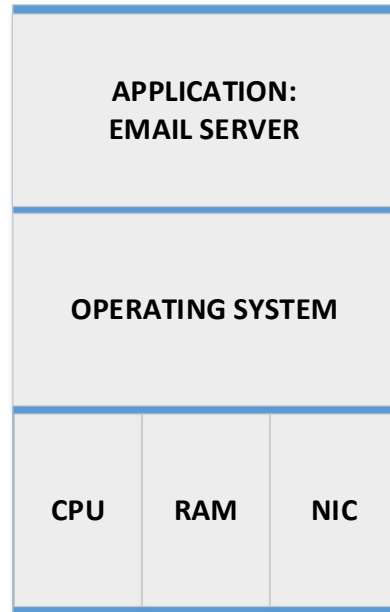 APPLICATION:
EMAIL SERVER
OPERATING SYSTEM
CPU RAM NIC